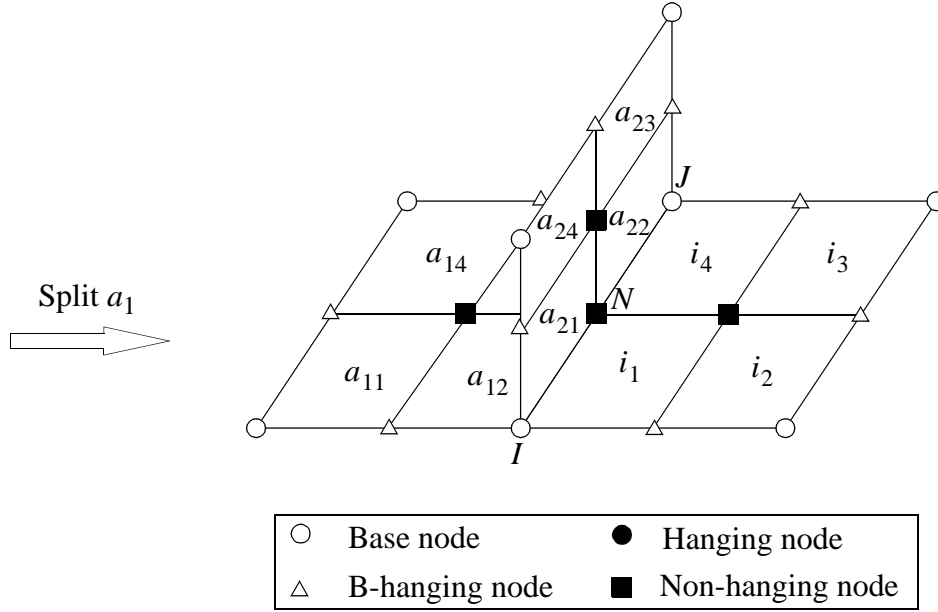 a23
J
a24
a22
a14
i4
i3
Split a1
N
a21
a11
a12
i1
i2
I
Base node
Hanging node
B-hanging node
Non-hanging node